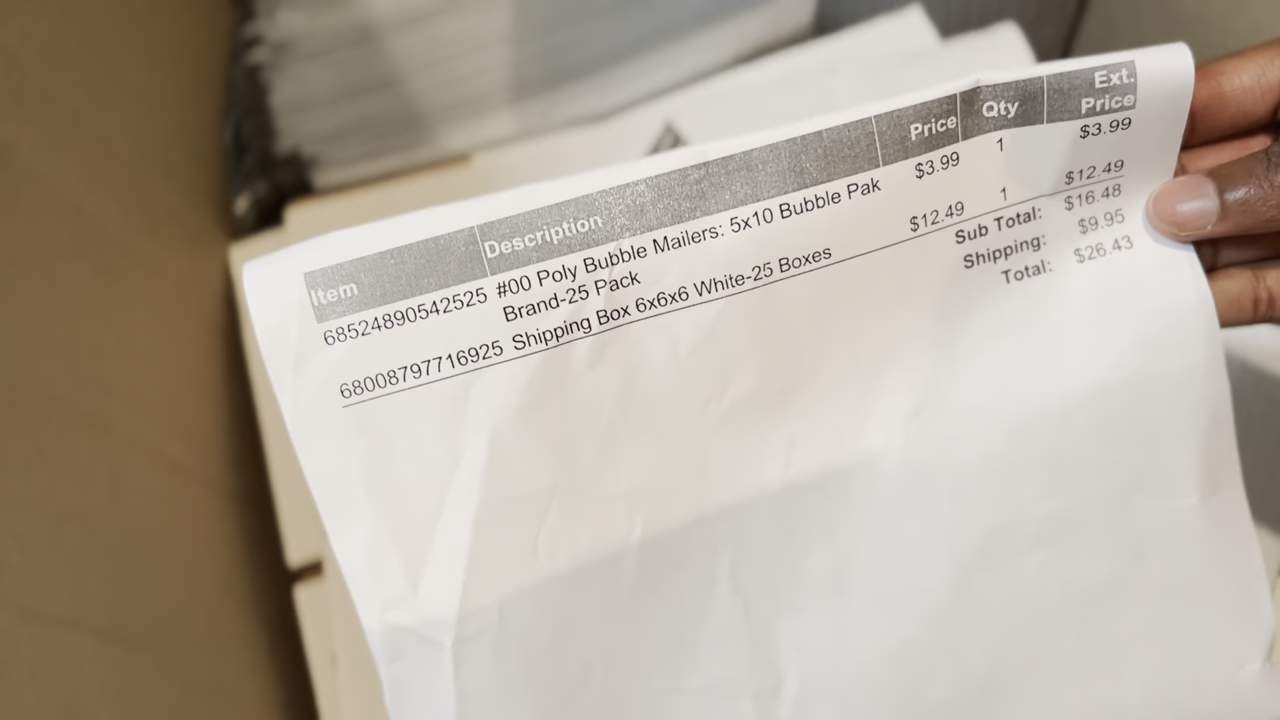 Item Description Price Qty Ext. Price
68524890542525 #00 Poly Bubble Mailers: 5x10 Bubble Pak $3.99 1 $3.99
Brand-25 Pack
68008797716925 Shipping Box 6x6x6 White-25 Boxes $12.49 1 $12.49
Sub Total: $16.48
Shipping: $9.95
Total: $26.43